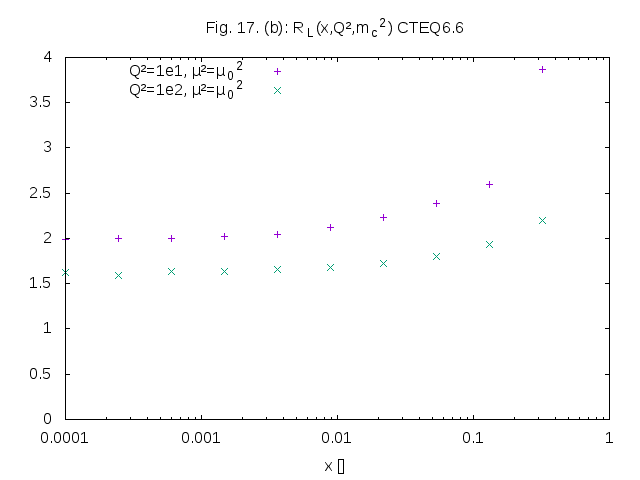 Fig. 17. (b): R_L(x,Q²,m_c²) CTEQ6.6
Q²=1e1, µ²=µ₀²
Q²=1e2, µ²=µ₀²
4
3.5
3
2.5
2
1.5
1
0.5
0
0.0001 0.001 0.01 0.1 1
x []